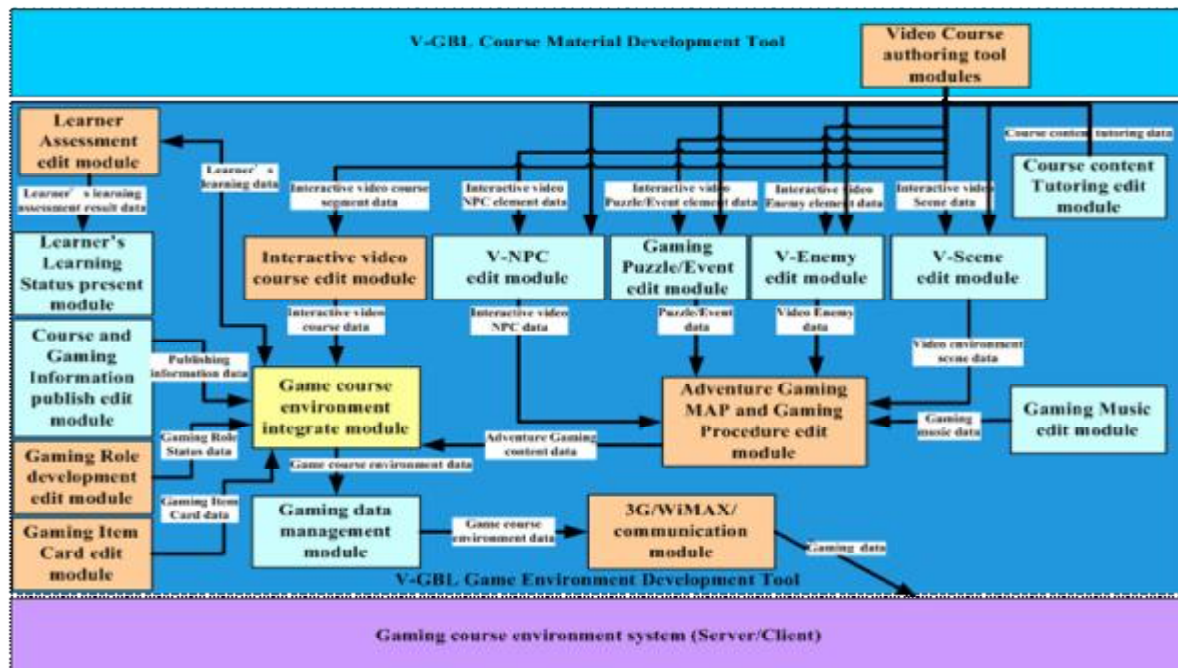 V-GBL Course Material Development Tool
Video Course
authoring tool
modules
Learner
Assessment
edit module
Learner's
learning data
Course content tutoring data
Course content
Tutoring edit
module
Learner's learning
assessment result data
Interactive video course
segment data
Interactive video
NPC element data
Interactive video
Puzzle/Event element data
Interactive video
Enemy element data
Interactive video
Scene data
Learner's
Learning
Status present
module
Interactive video
course edit module
V-NPC
edit module
Gaming
Puzzle/Event
edit module
V-Enemy
edit module
V-Scene
edit module
Interactive video
course data
Interactive video
NPC data
Puzzle/Event
data
Video Enemy
data
Video environment
scene data
Course and
Gaming
Information
publish edit
module
Publishing
information data
Game course
environment
integrate module
Adventure Gaming
MAP and Gaming
Procedure edit
module
Gaming
music data
Gaming Music
edit module
Gaming Role
Status data
Adventure Gaming
content data
Gaming Role
development
edit module
Game course environment data
Gaming Item
Card data
Gaming data
management
module
Game course
environment data
3G/WiMAX/
communication
module
Gaming data
Gaming Item
Card edit
module
V-GBL Game Environment Development Tool
Gaming course environment system (Server/Client)